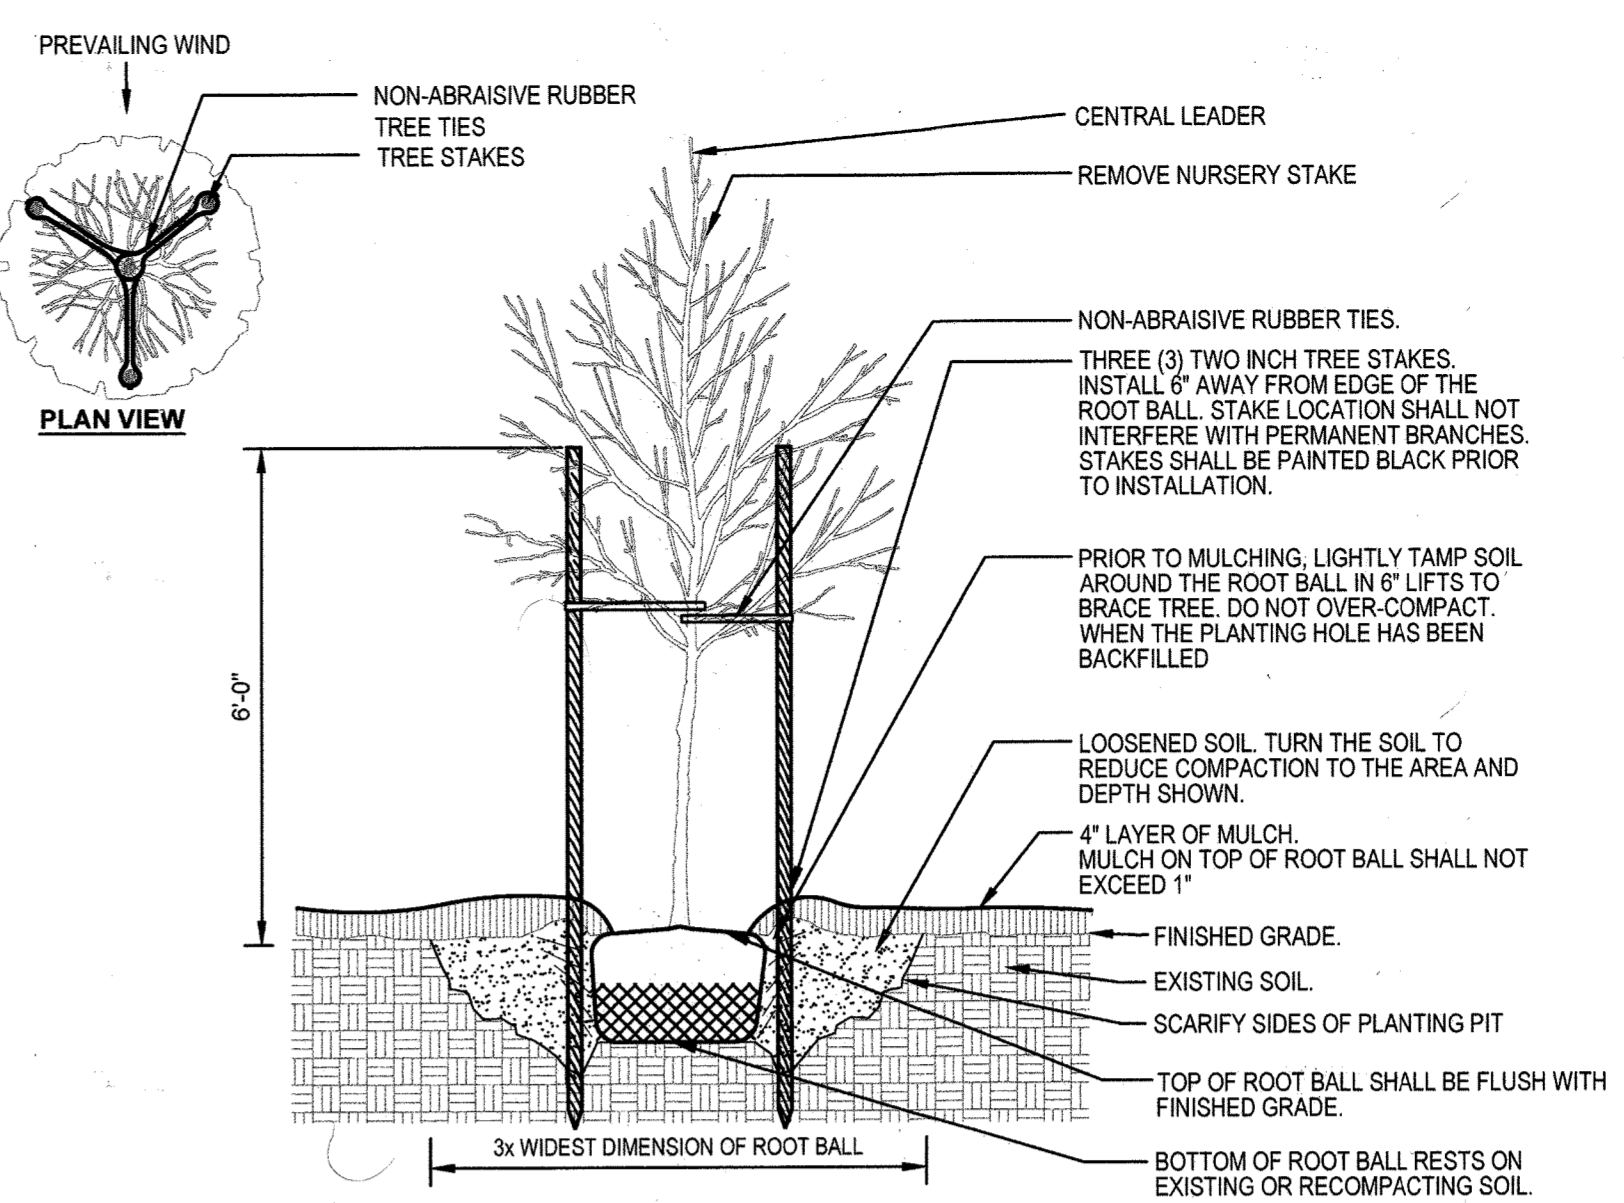 PREVAILING WIND
NON-ABRAISIVE RUBBER
TREE TIES
TREE STAKES
PLAN VIEW
CENTRAL LEADER
REMOVE NURSERY STAKE
NON-ABRAISIVE RUBBER TIES.
THREE (3) TWO INCH TREE STAKES.
INSTALL 6" AWAY FROM EDGE OF THE
ROOT BALL. STAKE LOCATION SHALL NOT
INTERFERE WITH PERMANENT BRANCHES.
STAKES SHALL BE PAINTED BLACK PRIOR
TO INSTALLATION.
PRIOR TO MULCHING, LIGHTLY TAMP SOIL
AROUND THE ROOT BALL IN 6" LIFTS TO
BRACE TREE. DO NOT OVER-COMPACT.
WHEN THE PLANTING HOLE HAS BEEN
BACKFILLED
6'-0"
LOOSENED SOIL. TURN THE SOIL TO
REDUCE COMPACTION TO THE AREA AND
DEPTH SHOWN.
4" LAYER OF MULCH.
MULCH ON TOP OF ROOT BALL SHALL NOT
EXCEED 1"
FINISHED GRADE.
EXISTING SOIL.
SCARIFY SIDES OF PLANTING PIT
TOP OF ROOT BALL SHALL BE FLUSH WITH
FINISHED GRADE.
3x WIDEST DIMENSION OF ROOT BALL
BOTTOM OF ROOT BALL RESTS ON
EXISTING OR RECOMPACTING SOIL.